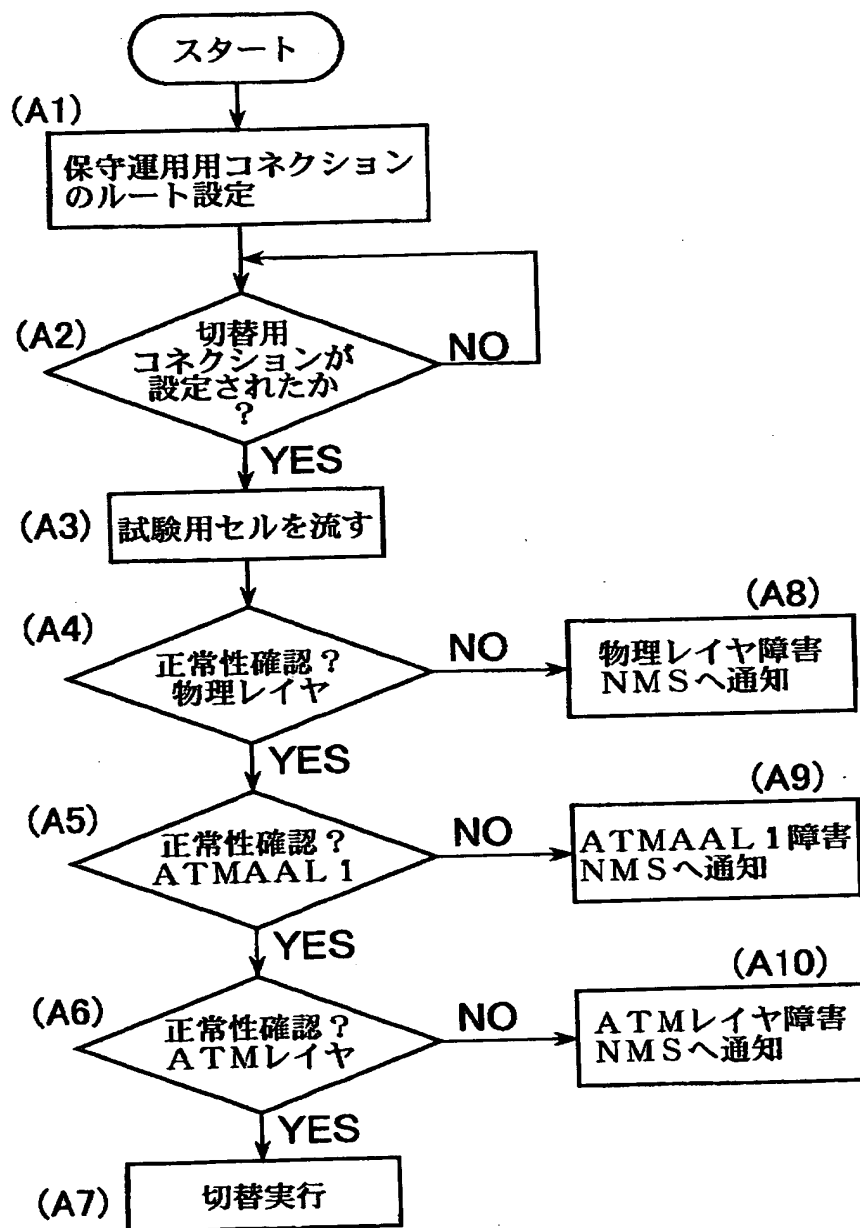 スタート
(A1)
保守運用用コネクション
のルート設定
(A2)
切替用
コネクションが
設定されたか
?
NO
YES
(A3)
試験用セルを流す
(A4)
正常性確認?
物理レイヤ
NO
(A8)
物理レイヤ障害
NMSへ通知
YES
(A5)
正常性確認?
ATMAAL1
NO
(A9)
ATMAAL1障害
NMSへ通知
YES
(A6)
正常性確認?
ATMレイヤ
NO
(A10)
ATMレイヤ障害
NMSへ通知
YES
(A7)
切替実行